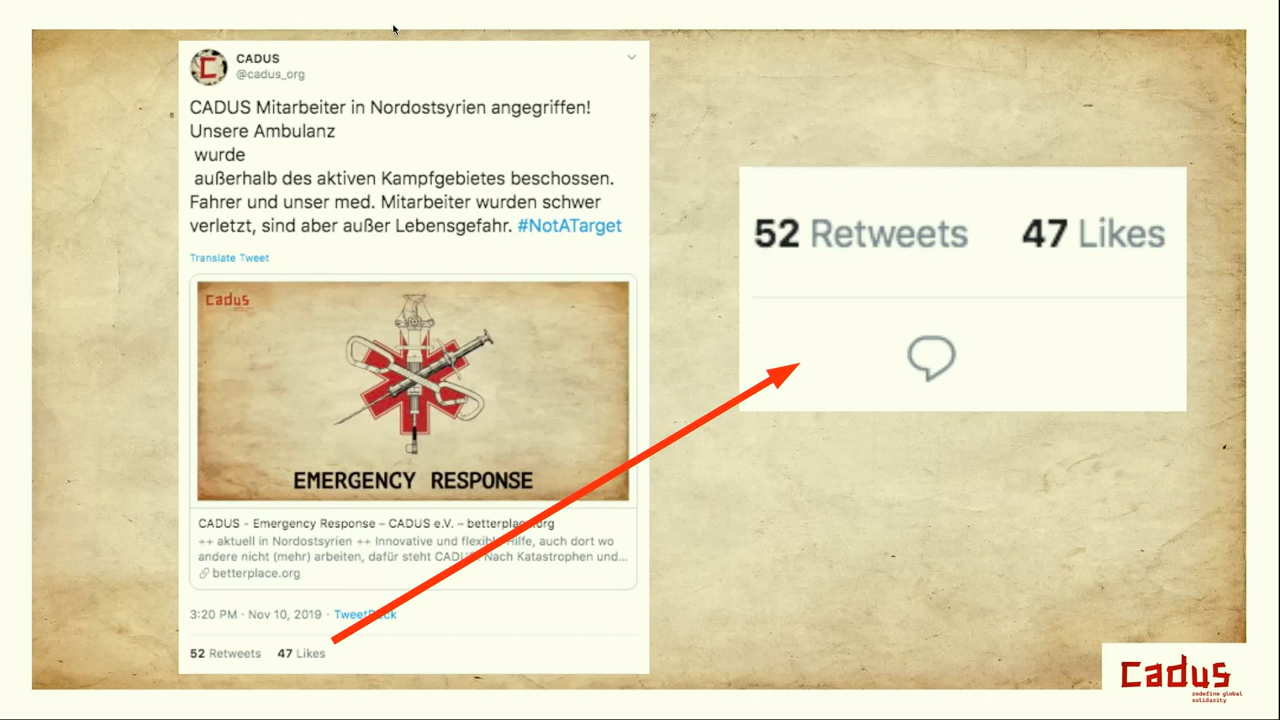 CADUS
@cadus_org
CADUS Mitarbeiter in Nordostsyrien angegriffen!
Unsere Ambulanz
wurde
außerhalb des aktiven Kampfgebietes beschossen.
Fahrer und unser med. Mitarbeiter wurden schwer
verletzt, sind aber außer Lebensgefahr. #NotATarget
Translate Tweet
cadus
EMERGENCY RESPONSE
CADUS - Emergency Response – CADUS e.V. – betterplace.org
++ aktuell in Nordostsyrien ++ Innovative und flexible Hilfe, auch dort wo
andere nicht (mehr) arbeiten, dafür steht CADUS. Nach Katastrophen und...
betterplace.org
3:20 PM · Nov 10, 2019 · TweetDeck
52 Retweets 47 Likes
52 Retweets 47 Likes
cadus
redefine global
solidarity